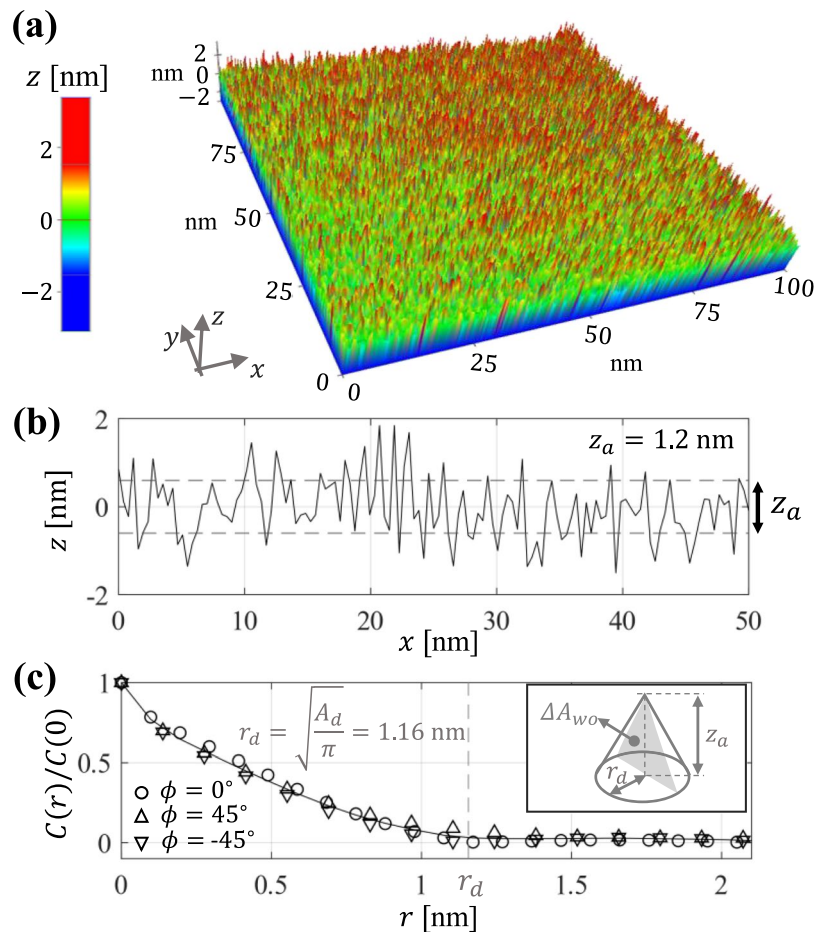 (a)
z [nm]
2
0
−2
nm
2
0
−2
75
nm
50
25
0
0
25
50
nm
75
100
y
z
x
(b)
2
z_a = 1.2 nm
z [nm]
0
z_a
-2
0
10
20
30
40
50
x [nm]
(c)
1
C(r)/C(0)
0.5
0
r_d = √(A_d/π) = 1.16 nm
ϕ = 0°
ϕ = 45°
ϕ = -45°
ΔA_wo
z_a
r_d
0
0.5
1
r_d
1.5
2
r [nm]